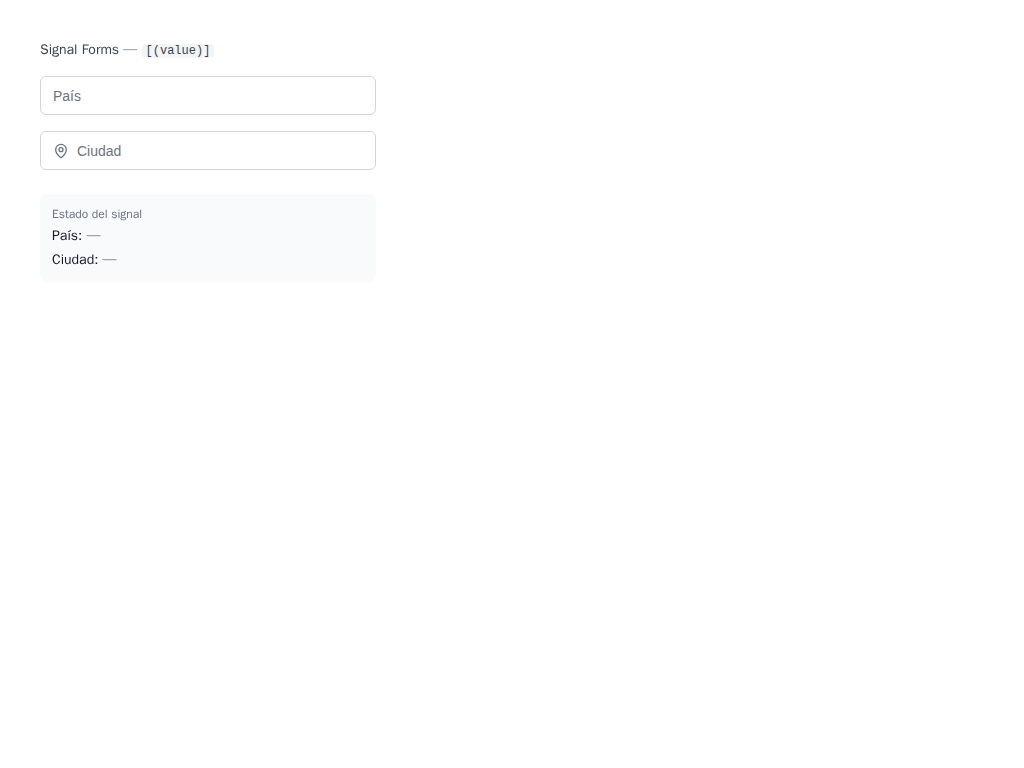 Signal Forms — [(value)]
País
Ciudad
Estado del signal
País: —
Ciudad: —